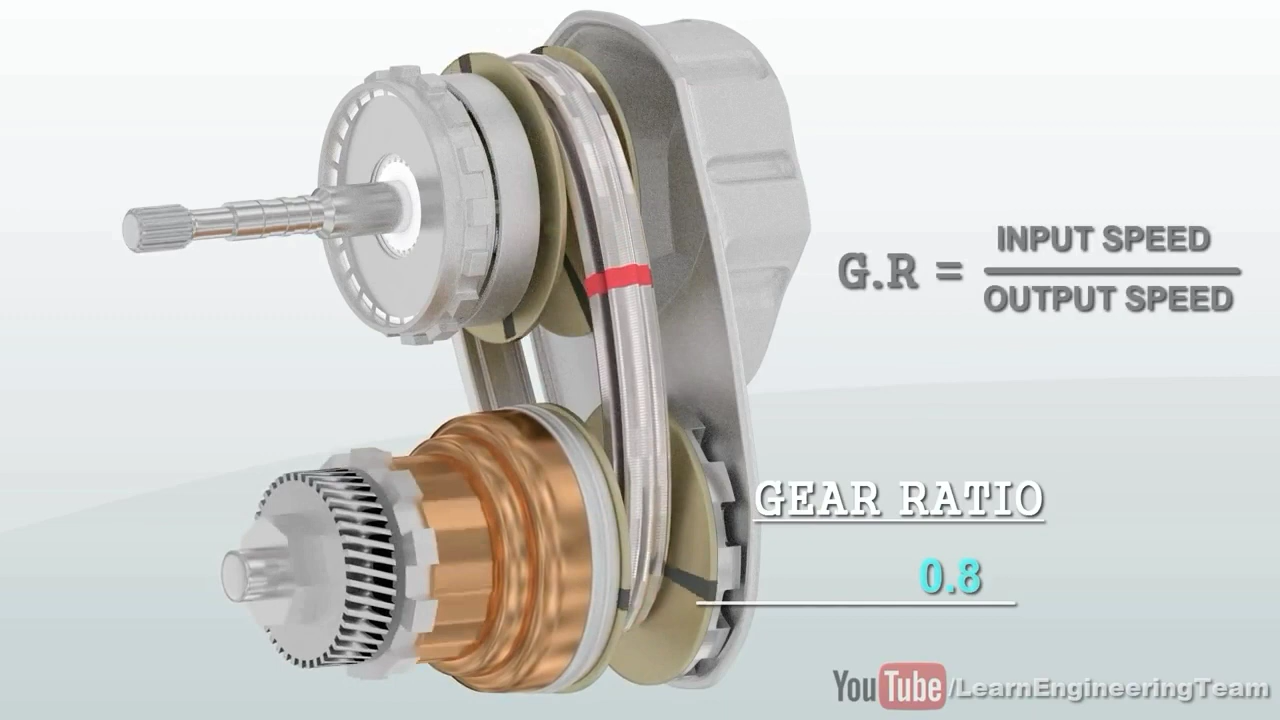 INPUT SPEED
G.R =
OUTPUT SPEED
GEAR RATIO
0.8
YouTube/LearnEngineeringTeam